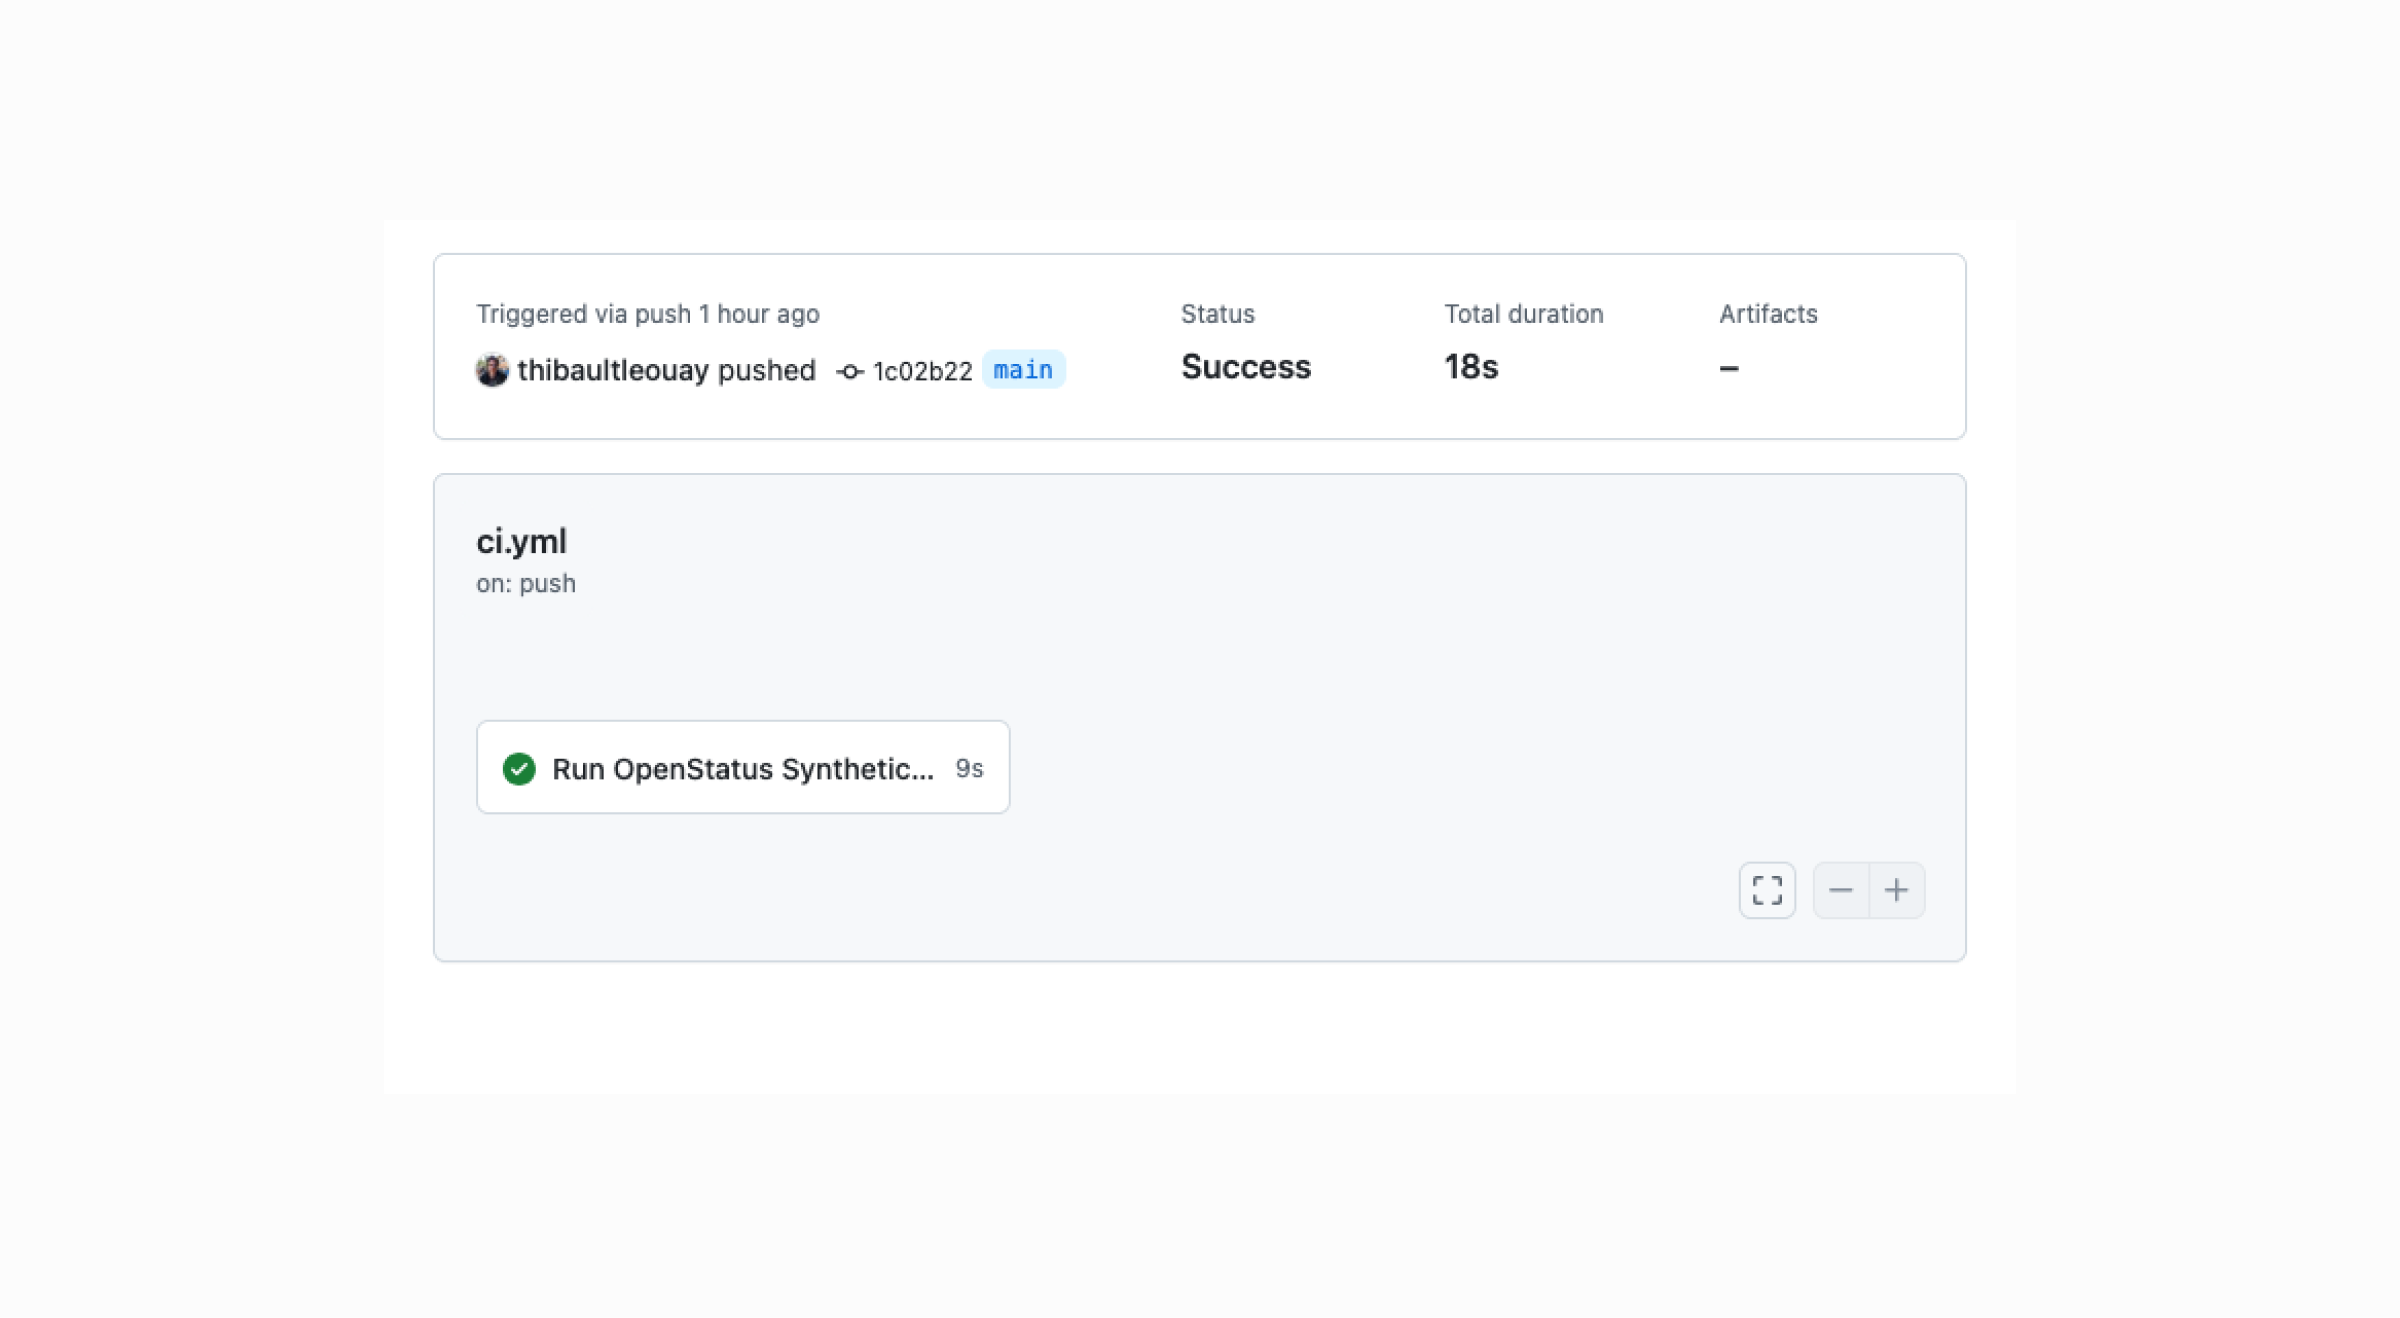 Triggered via push 1 hour ago
thibaultleouay pushed 1c02b22 main
Status
Success
Total duration
18s
Artifacts
–
ci.yml
on: push
Run OpenStatus Synthetic... 9s